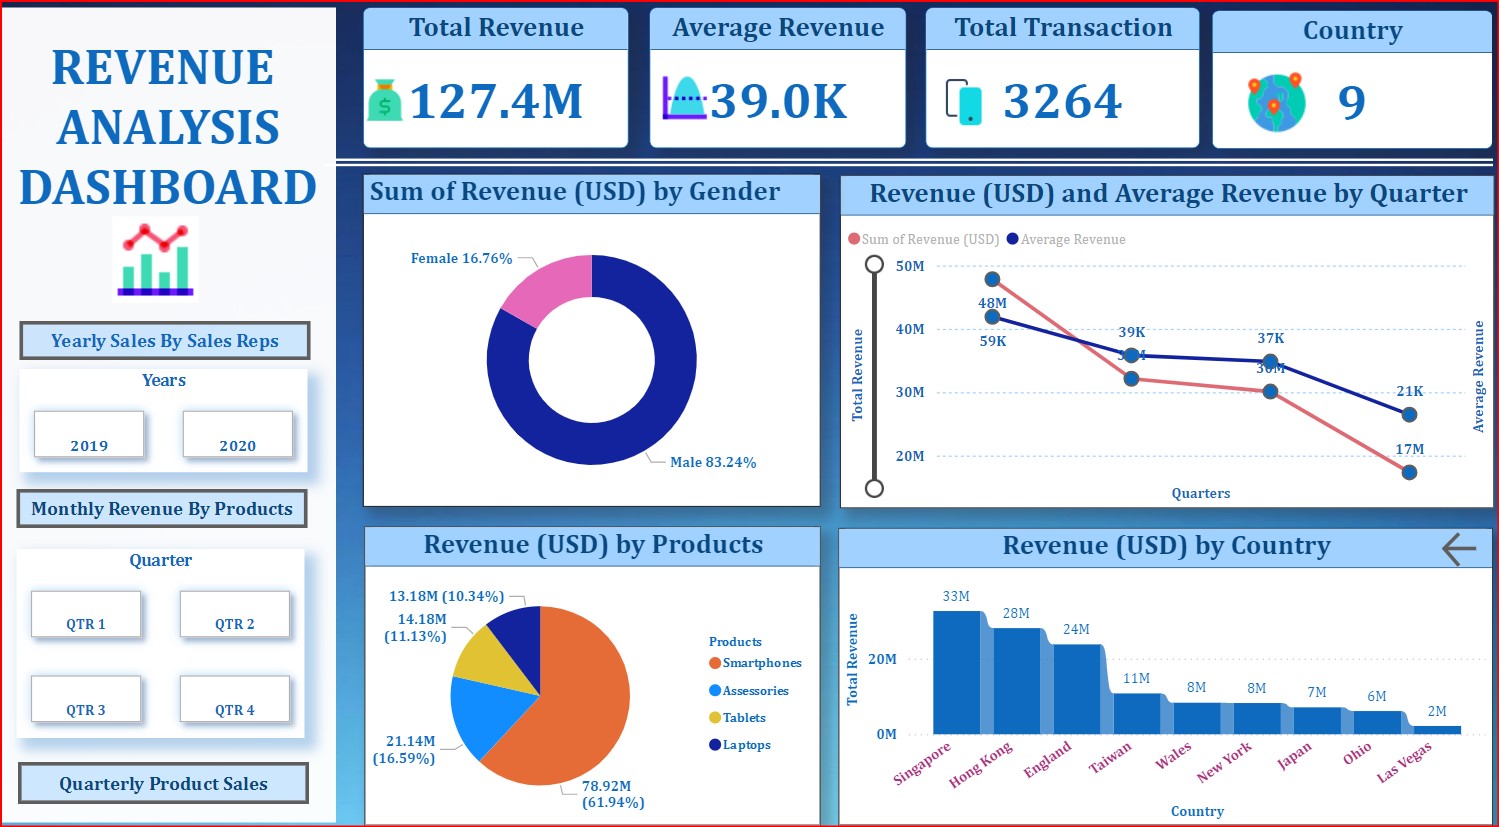 REVENUE
ANALYSIS
DASHBOARD
Yearly Sales By Sales Reps
Years
2019
2020
Monthly Revenue By Products
Quarter
QTR 1
QTR 2
QTR 3
QTR 4
Quarterly Product Sales
Total Revenue
$
127.4M
Average Revenue
39.0K
Total Transaction
3264
Country
9
Sum of Revenue (USD) by Gender
Female 16.76%
Male 83.24%
Revenue (USD) and Average Revenue by Quarter
Sum of Revenue (USD)
Average Revenue
50M
40M
30M
20M
Total Revenue
48M
59K
39K
37K
30M
21K
17M
Quarters
Average Revenue
Revenue (USD) by Products
13.18M (10.34%)
14.18M
(11.13%)
21.14M
(16.59%)
78.92M
(61.94%)
Products
Smartphones
Assessories
Tablets
Laptops
Revenue (USD) by Country
Total Revenue
20M
0M
33M
28M
24M
11M
8M
8M
7M
6M
2M
Singapore
Hong Kong
England
Taiwan
Wales
New York
Japan
Ohio
Las Vegas
Country